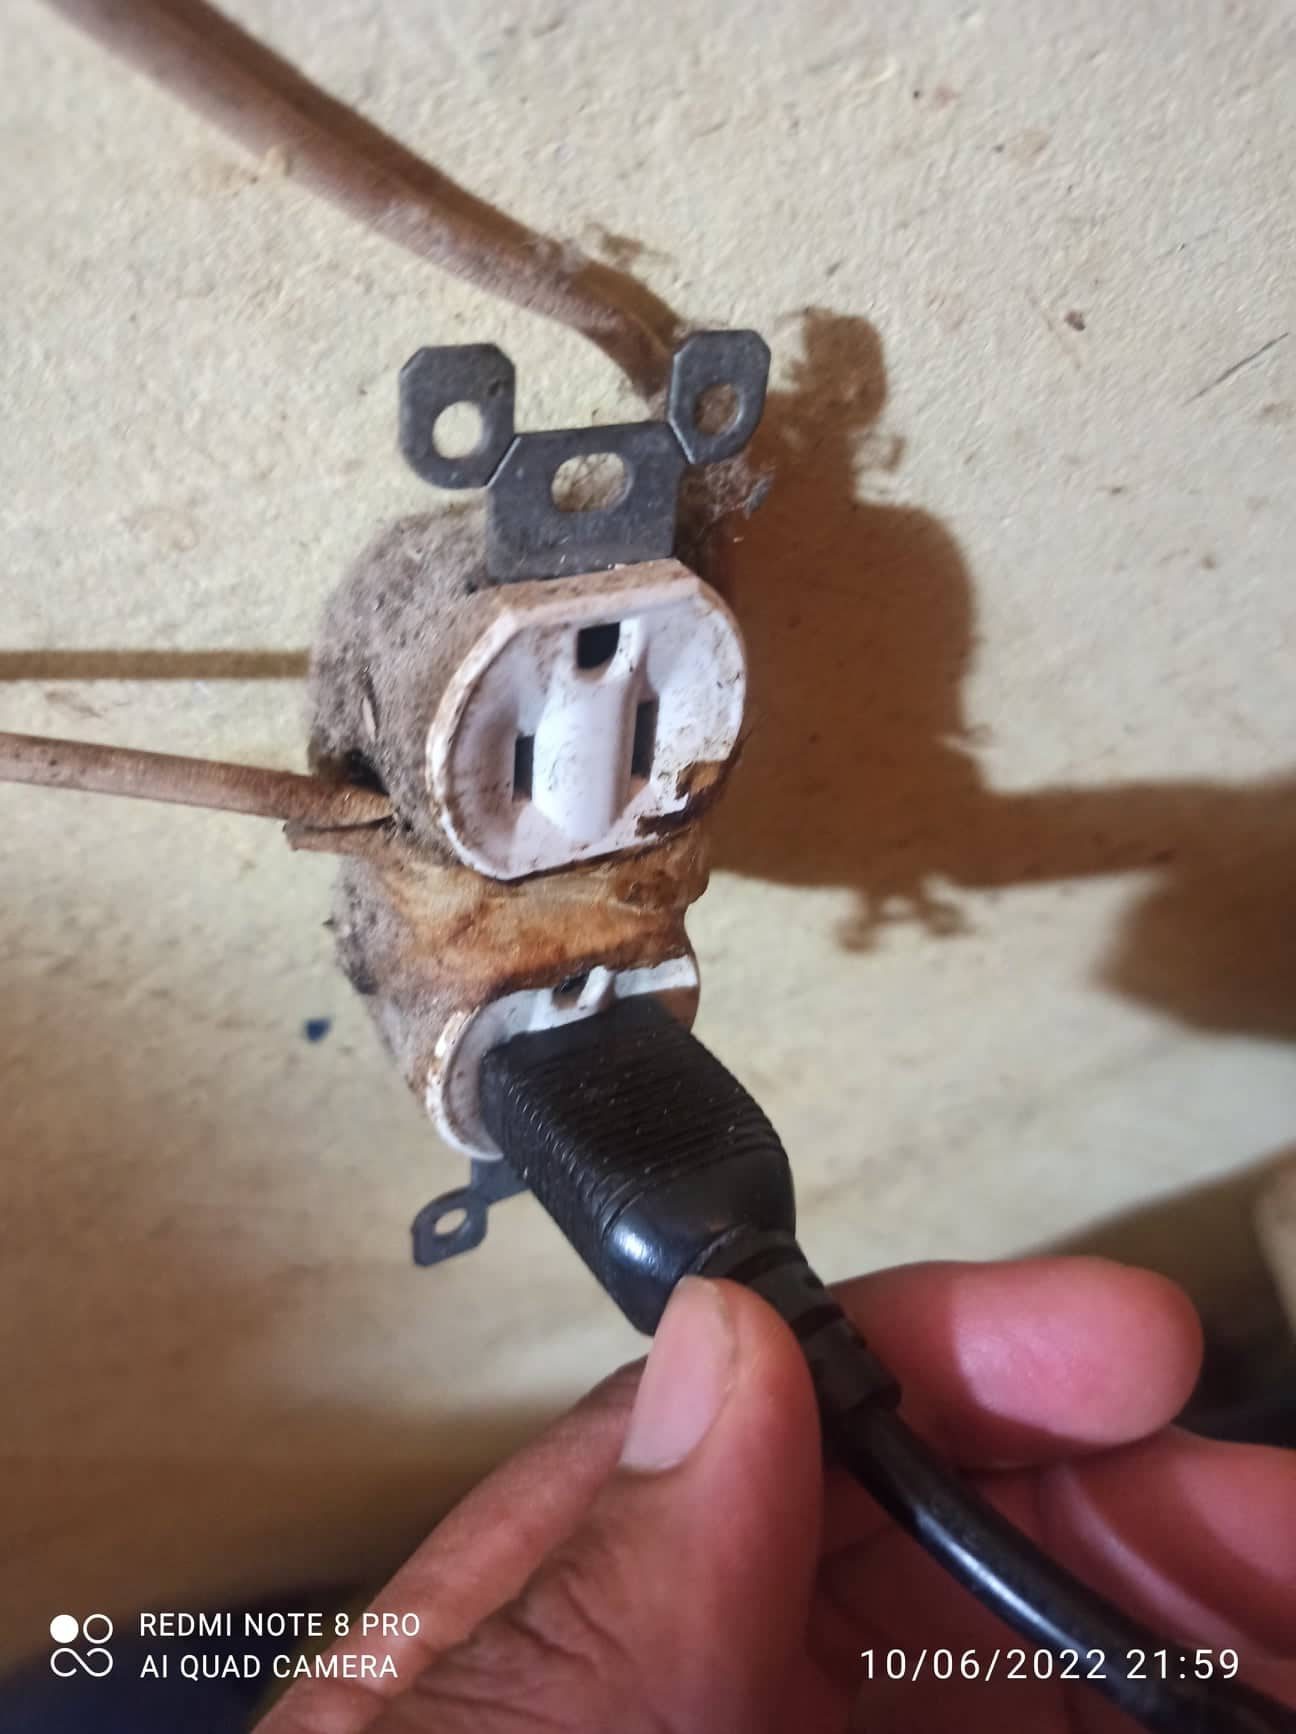 REDMI NOTE 8 PRO
AI QUAD CAMERA
10/06/2022 21:59